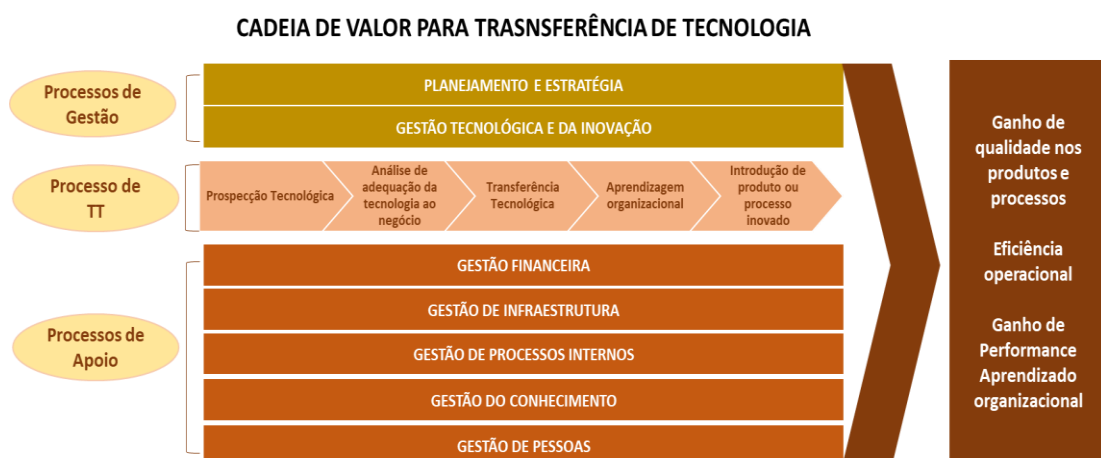 CADEIA DE VALOR PARA TRASNSFERÊNCIA DE TECNOLOGIA
Processos de
Gestão
PLANEJAMENTO E ESTRATÉGIA
GESTÃO TECNOLÓGICA E DA INOVAÇÃO
Processo de
TT
Prospecção Tecnológica
Análise de
adequação da
tecnologia ao
negócio
Transferência
Tecnológica
Aprendizagem
organizacional
Introdução de
produto ou
processo
inovado
Processos de
Apoio
GESTÃO FINANCEIRA
GESTÃO DE INFRAESTRUTURA
GESTÃO DE PROCESSOS INTERNOS
GESTÃO DO CONHECIMENTO
GESTÃO DE PESSOAS
Ganho de
qualidade nos
produtos e
processos
Eficiência
operacional
Ganho de
Performance
Aprendizado
organizacional